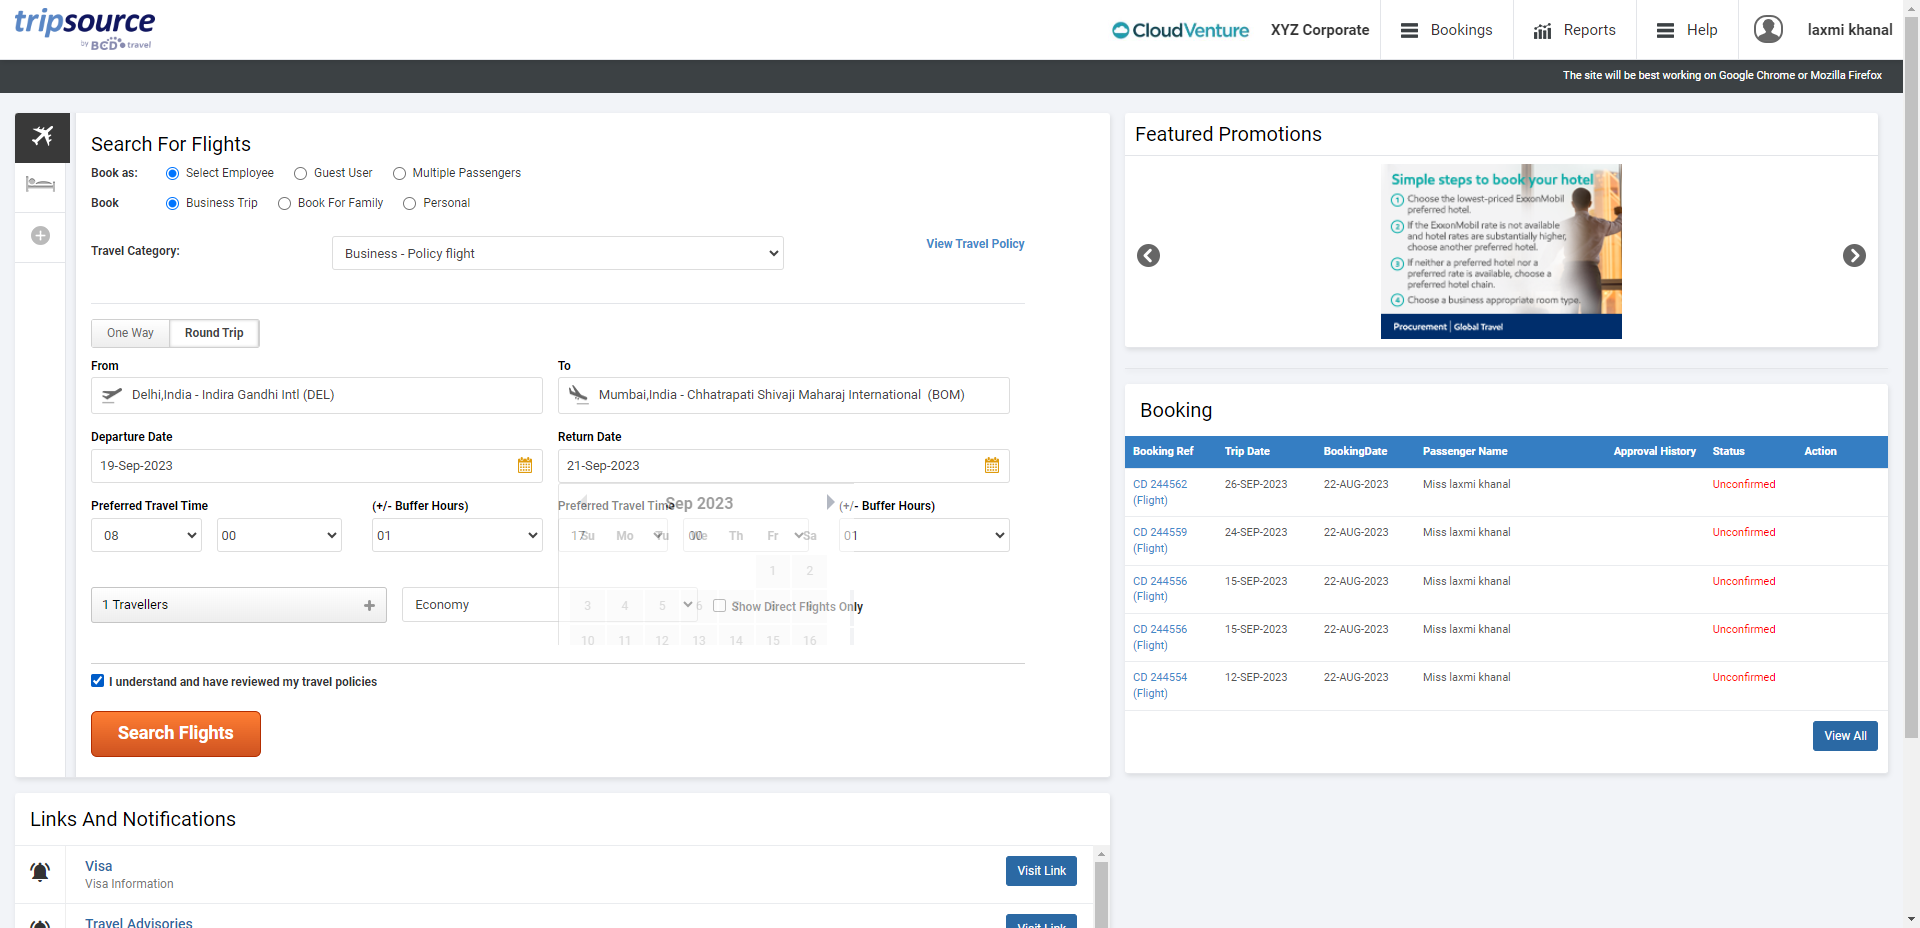 tripsource
by BCD travel
CloudVenture
XYZ Corporate
Bookings
Reports
Help
laxmi khanal
The site will be best working on Google Chrome or Mozilla Firefox
Search For Flights
Book as: Select Employee Guest User Multiple Passengers
Book Business Trip Book For Family Personal
Travel Category: Business - Policy flight View Travel Policy
One Way Round Trip
From To
Delhi,India - Indira Gandhi Intl (DEL) Mumbai,India - Chhatrapati Shivaji Maharaj International (BOM)
Departure Date Return Date
19-Sep-2023 21-Sep-2023
Preferred Travel Time (+/- Buffer Hours) Preferred Travel Time (+/- Buffer Hours)
Sep 2023
08 00 01 17 00 01
Su Mo Tu We Th Fr Sa
1 2
1 Travellers Economy Show Direct Flights Only
3 4 5 6 7 8 9
10 11 12 13 14 15 16
I understand and have reviewed my travel policies
Search Flights
Featured Promotions
Simple steps to book your hotel
1 Choose the lowest-priced ExxonMobil
preferred hotel.
2 If the ExxonMobil rate is not available
and hotel rates are substantially higher,
choose another preferred hotel.
3 If neither a preferred hotel nor a
preferred rate is available, choose a
preferred hotel chain.
4 Choose a business appropriate room type.
Procurement | Global Travel
Booking
Booking Ref Trip Date BookingDate Passenger Name Approval History Status Action
CD 244562 26-SEP-2023 22-AUG-2023 Miss laxmi khanal Unconfirmed
(Flight)
CD 244559 24-SEP-2023 22-AUG-2023 Miss laxmi khanal Unconfirmed
(Flight)
CD 244556 15-SEP-2023 22-AUG-2023 Miss laxmi khanal Unconfirmed
(Flight)
CD 244556 15-SEP-2023 22-AUG-2023 Miss laxmi khanal Unconfirmed
(Flight)
CD 244554 12-SEP-2023 22-AUG-2023 Miss laxmi khanal Unconfirmed
(Flight)
View All
Links And Notifications
Visa
Visa Information
Visit Link
Travel Advisories
Visit Link